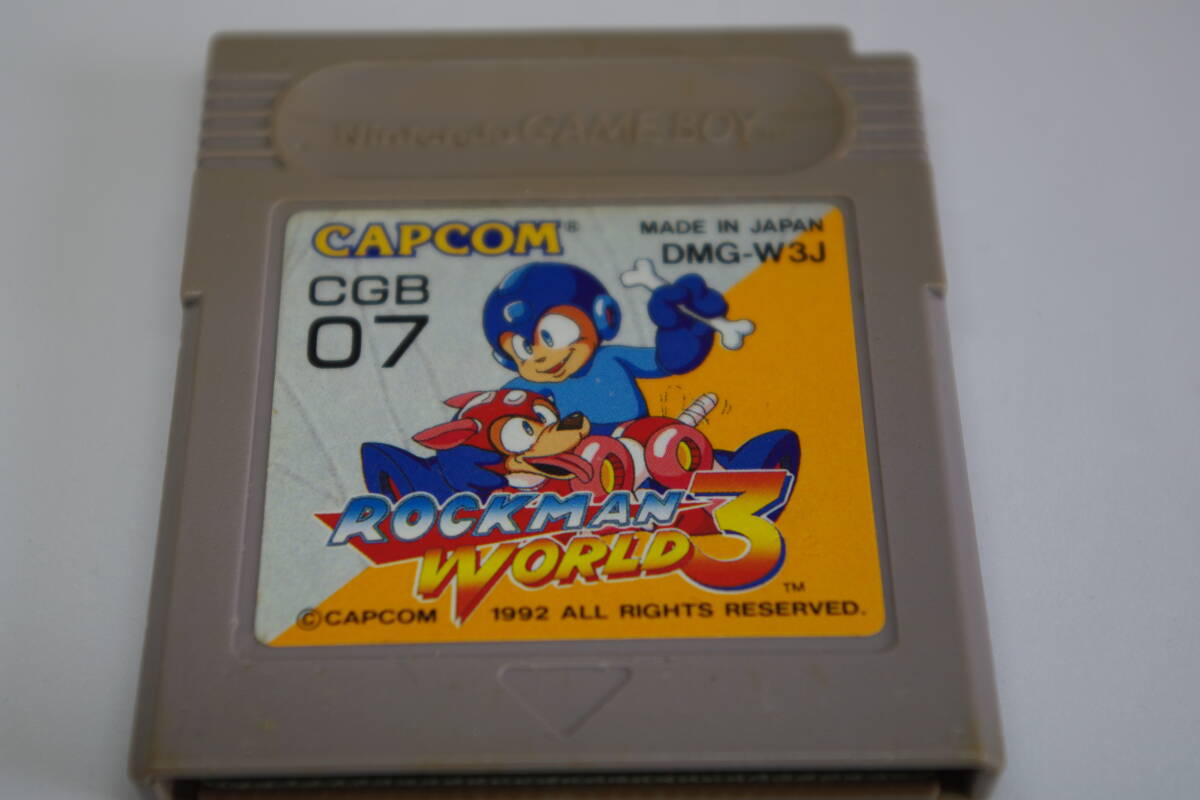 Nintendo GAME BOY
CAPCOM®
MADE IN JAPAN
DMG-W3J
CGB
07
ROCKMAN
WORLD 3
TM
©CAPCOM 1992 ALL RIGHTS RESERVED.